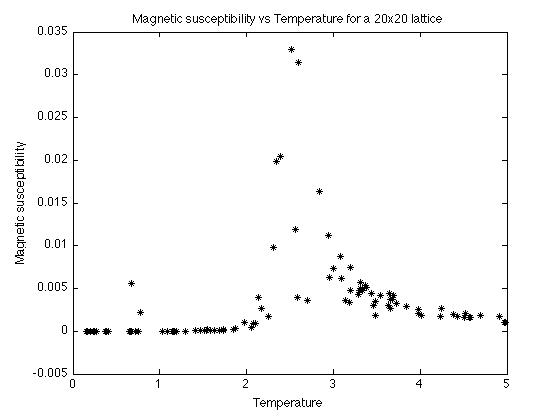 Magnetic susceptibility vs Temperature for a 20x20 lattice
0.035
0.03
0.025
0.02
0.015
0.01
0.005
0
-0.005
Magnetic susceptibility
0 1 2 3 4 5
Temperature